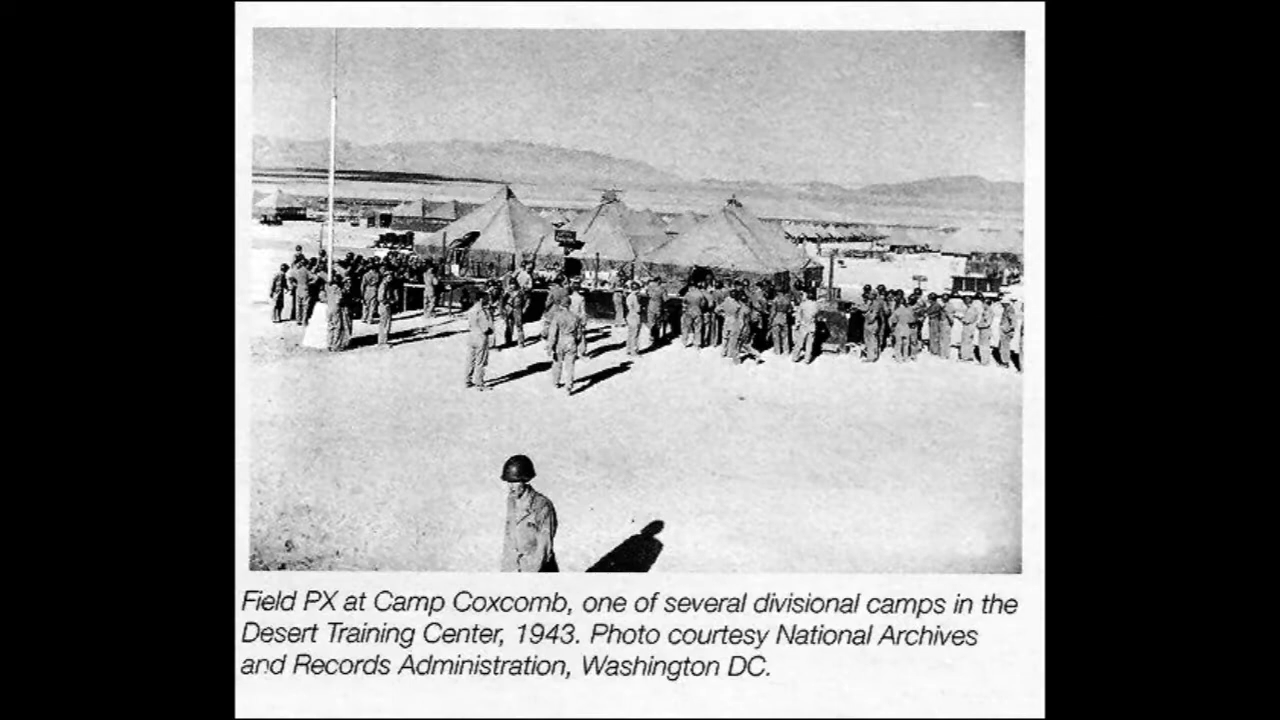 Field PX at Camp Coxcomb, one of several divisional camps in the
Desert Training Center, 1943. Photo courtesy National Archives
and Records Administration, Washington DC.